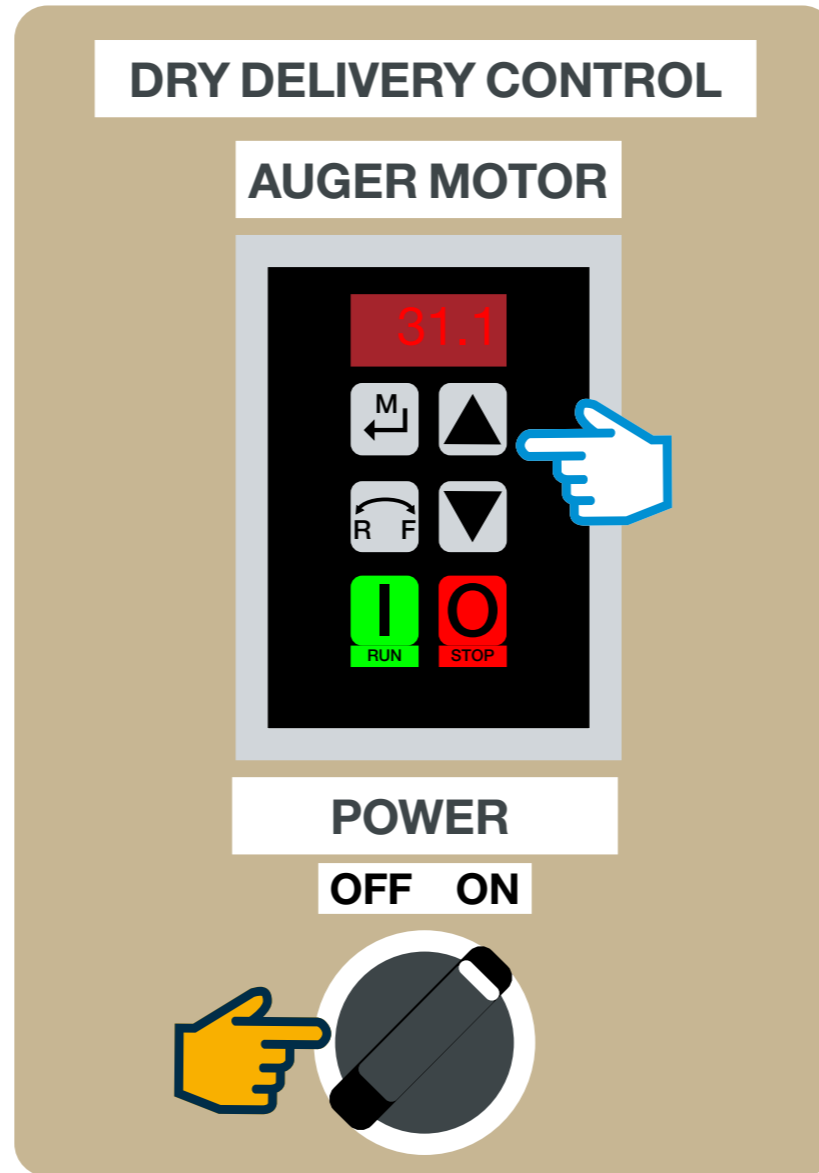 DRY DELIVERY CONTROL
AUGER MOTOR
31.1
M
R F
I O
RUN STOP
POWER
OFF ON